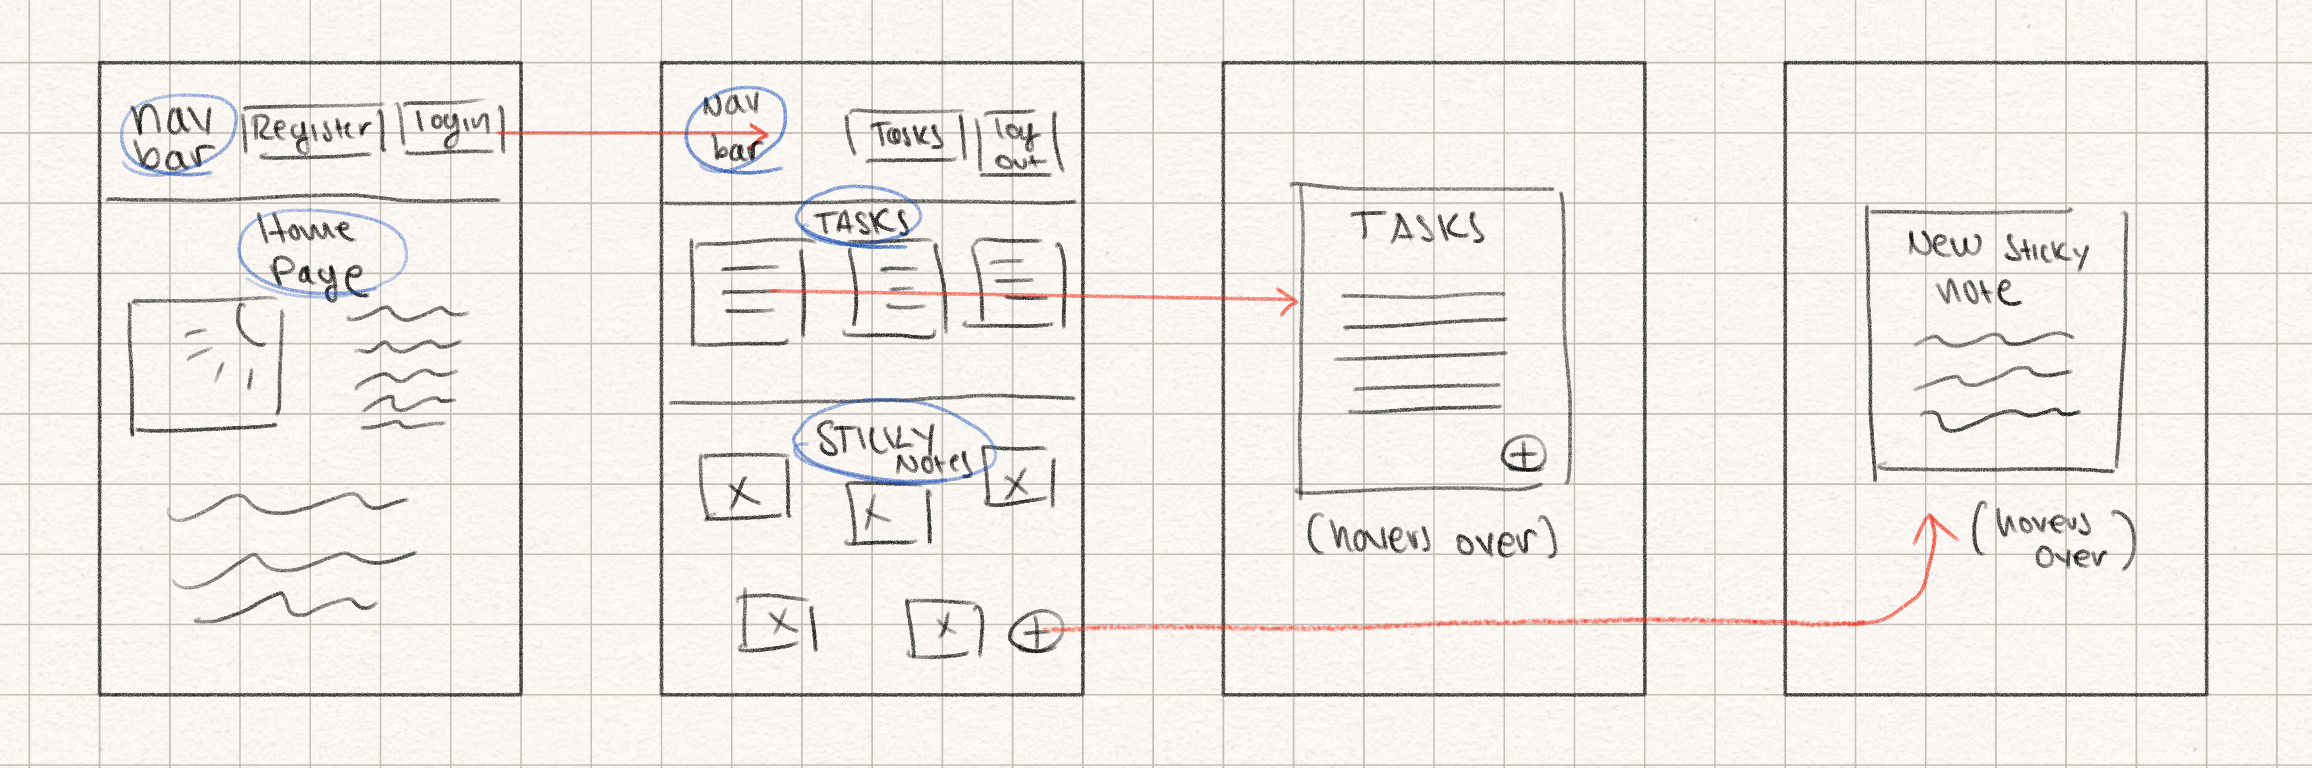 nav
bar
Register
login
Home
Page
Nav
bar
Tasks
log
out
TASKS
STICKY
Notes
TASKS
(hovers over)
New Sticky
note
(hovers
over)